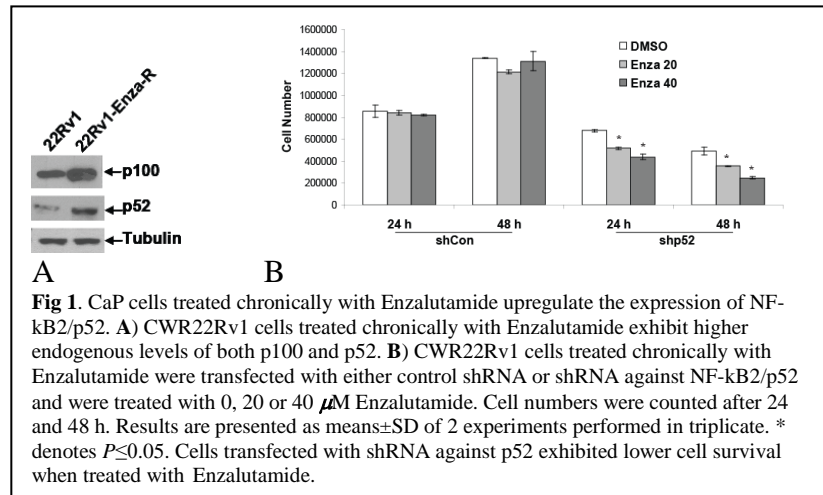 B
1600000
1400000
1200000
1000000
800000
600000
400000
200000
0
Cell Number
DMSO
Enza 20
Enza 40
*
*
*
*
24 h
48 h
24 h
48 h
shCon
shp52
22Rv1
22Rv1-Enza-R
p100
p52
Tubulin
A
B
Fig 1. CaP cells treated chronically with Enzalutamide upregulate the expression of NF-
kB2/p52. A) CWR22Rv1 cells treated chronically with Enzalutamide exhibit higher
endogenous levels of both p100 and p52. B) CWR22Rv1 cells treated chronically with
Enzalutamide were transfected with either control shRNA or shRNA against NF-kB2/p52
and were treated with 0, 20 or 40 µM Enzalutamide. Cell numbers were counted after 24
and 48 h. Results are presented as means±SD of 2 experiments performed in triplicate. *
denotes P≤0.05. Cells transfected with shRNA against p52 exhibited lower cell survival
when treated with Enzalutamide.